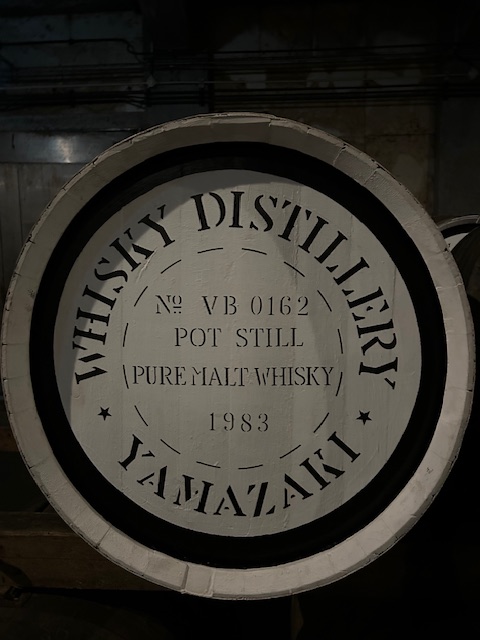 WHISKY DISTILLERY
Nº VB 0162
POT STILL
(PURE MALT WHISKY)
1983
★ YAMAZAKI ★